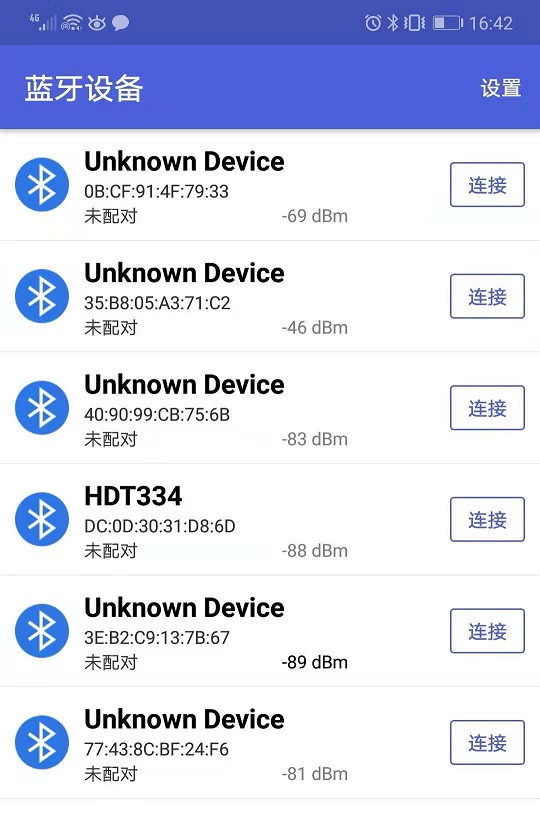 4G 16:42
蓝牙设备 设置
Unknown Device
0B:CF:91:4F:79:33
未配对 -69 dBm
连接
Unknown Device
35:B8:05:A3:71:C2
未配对 -46 dBm
连接
Unknown Device
40:90:99:CB:75:6B
未配对 -83 dBm
连接
HDT334
DC:0D:30:31:D8:6D
未配对 -88 dBm
连接
Unknown Device
3E:B2:C9:13:7B:67
未配对 -89 dBm
连接
Unknown Device
77:43:8C:BF:24:F6
未配对 -81 dBm
连接